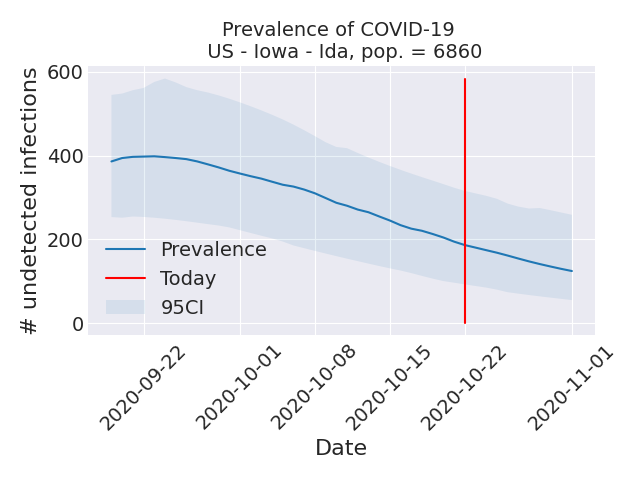 Prevalence of COVID-19
US - Iowa - Ida, pop. = 6860
# undetected infections
600
400
200
0
Prevalence
Today
95CI
2020-09-22
2020-10-01
2020-10-08
2020-10-15
2020-10-22
2020-11-01
Date